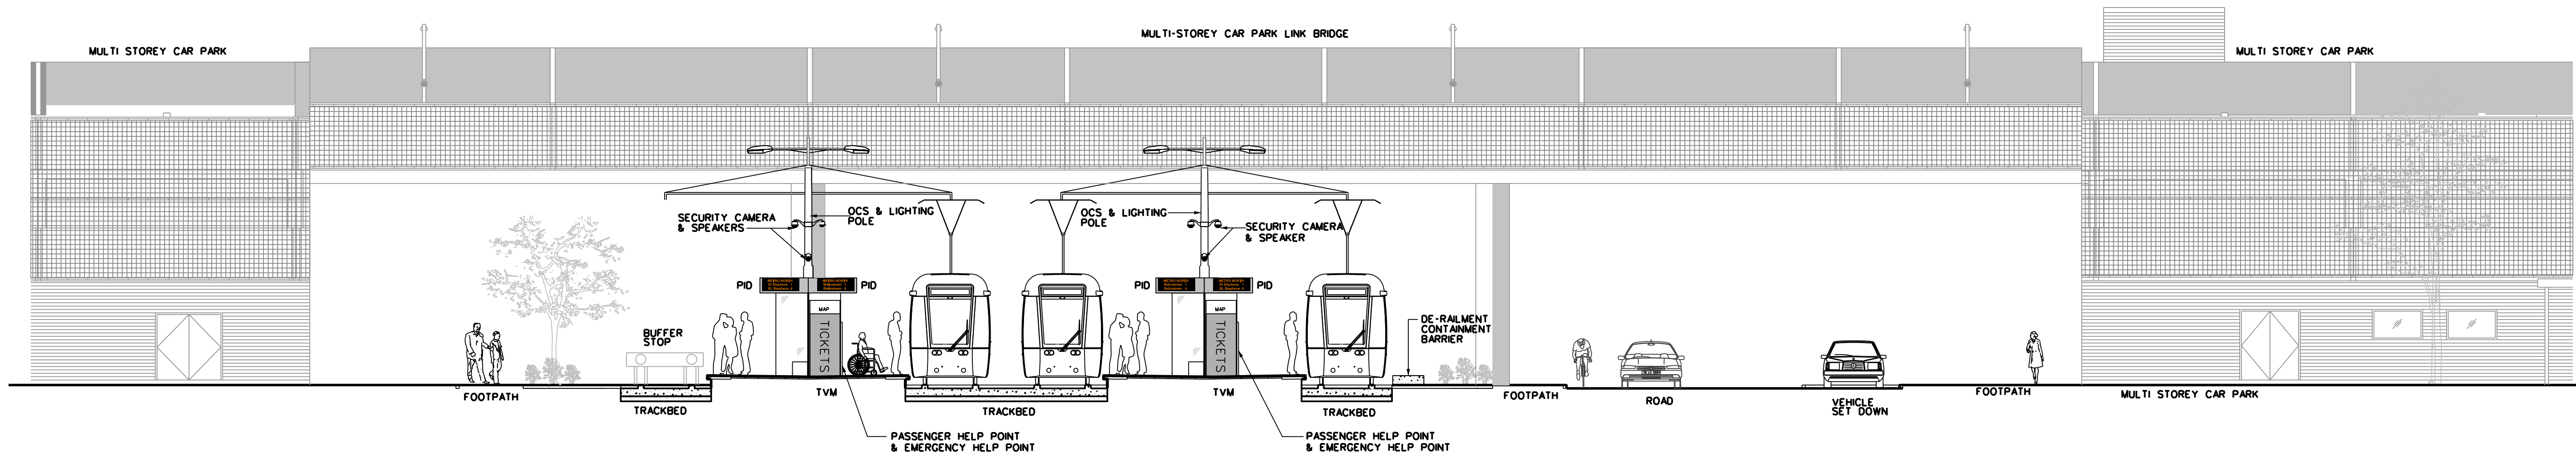 MULTI STOREY CAR PARK
MULTI-STOREY CAR PARK LINK BRIDGE
MULTI STOREY CAR PARK
SECURITY CAMERA
& SPEAKERS
OCS & LIGHTING
POLE
OCS & LIGHTING
POLE
SECURITY CAMERA
& SPEAKER
PID
PID
PID
PID
MAP
TICKETS
MAP
TICKETS
BUFFER
STOP
DE-RAILMENT
CONTAINMENT
BARRIER
FOOTPATH
TRACKBED
TVM
TRACKBED
TVM
TRACKBED
FOOTPATH
ROAD
VEHICLE
SET DOWN
FOOTPATH
MULTI STOREY CAR PARK
PASSENGER HELP POINT
& EMERGENCY HELP POINT
PASSENGER HELP POINT
& EMERGENCY HELP POINT